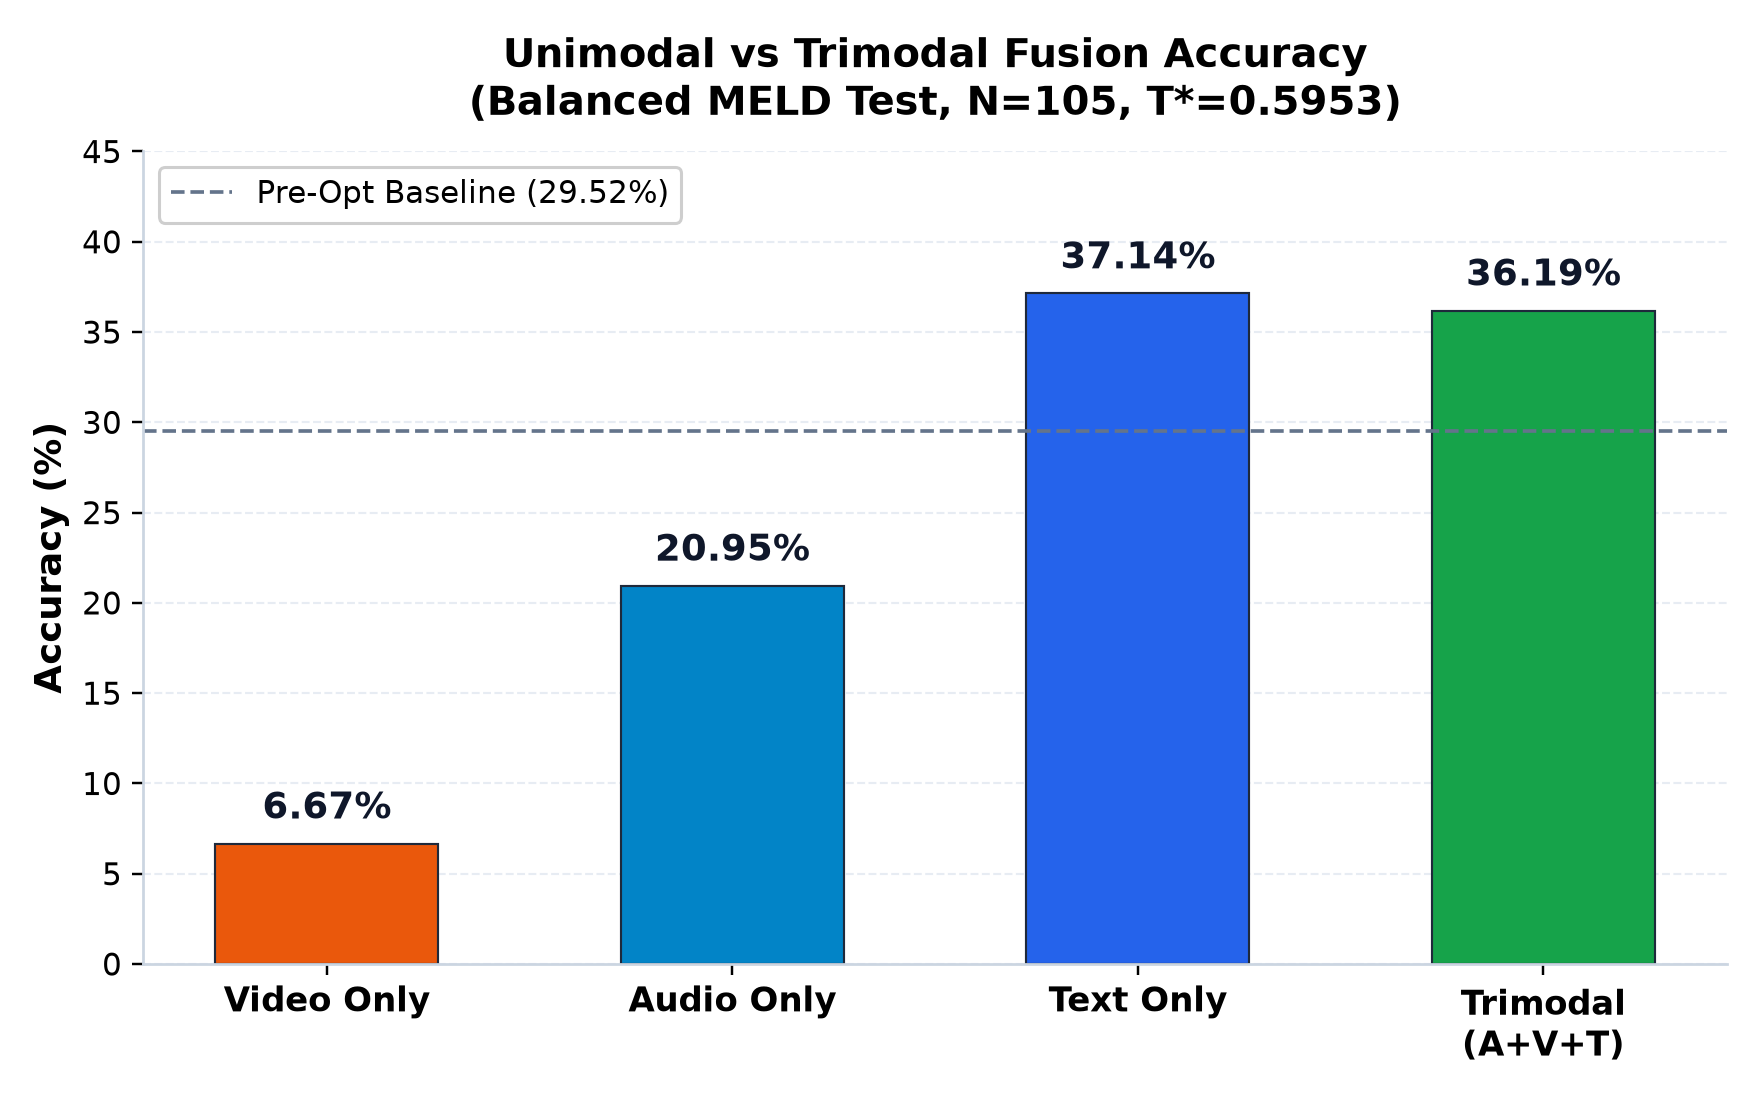 Unimodal vs Trimodal Fusion Accuracy
(Balanced MELD Test, N=105, T*=0.5953)
Pre-Opt Baseline (29.52%)
Accuracy (%)
45
40
35
30
25
20
15
10
5
0
6.67%
20.95%
37.14%
36.19%
Video Only
Audio Only
Text Only
Trimodal
(A+V+T)